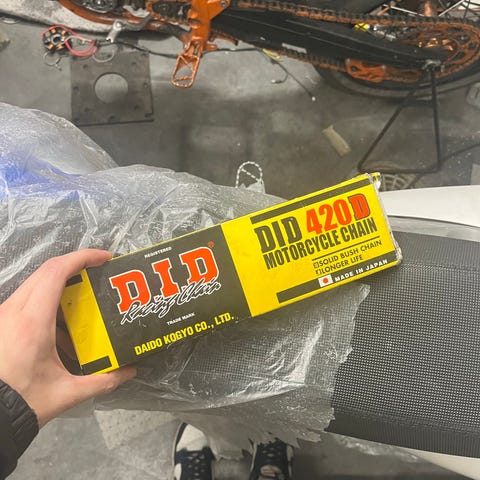 REGISTERED
D.I.D
Racing Chain
TRADE MARK
DAIDO KOGYO CO., LTD.
DID 420D
MOTORCYCLE CHAIN
SOLID BUSH CHAIN
LONGER LIFE
MADE IN JAPAN